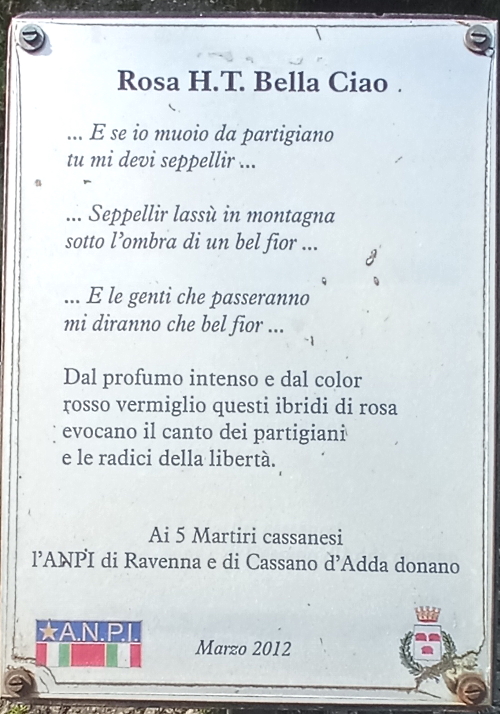 Rosa H.T. Bella Ciao .
... E se io muoio da partigiano
tu mi devi seppellir ...
... Seppellir lassù in montagna
sotto l'ombra di un bel fior ...
... E le genti che passeranno
mi diranno che bel fior ...
Dal profumo intenso e dal color
rosso vermiglio questi ibridi di rosa
evocano il canto dei partigiani
e le radici della libertà.
Ai 5 Martiri cassanesi
l'ANPI di Ravenna e di Cassano d'Adda donano
A.N.P.I.
Marzo 2012